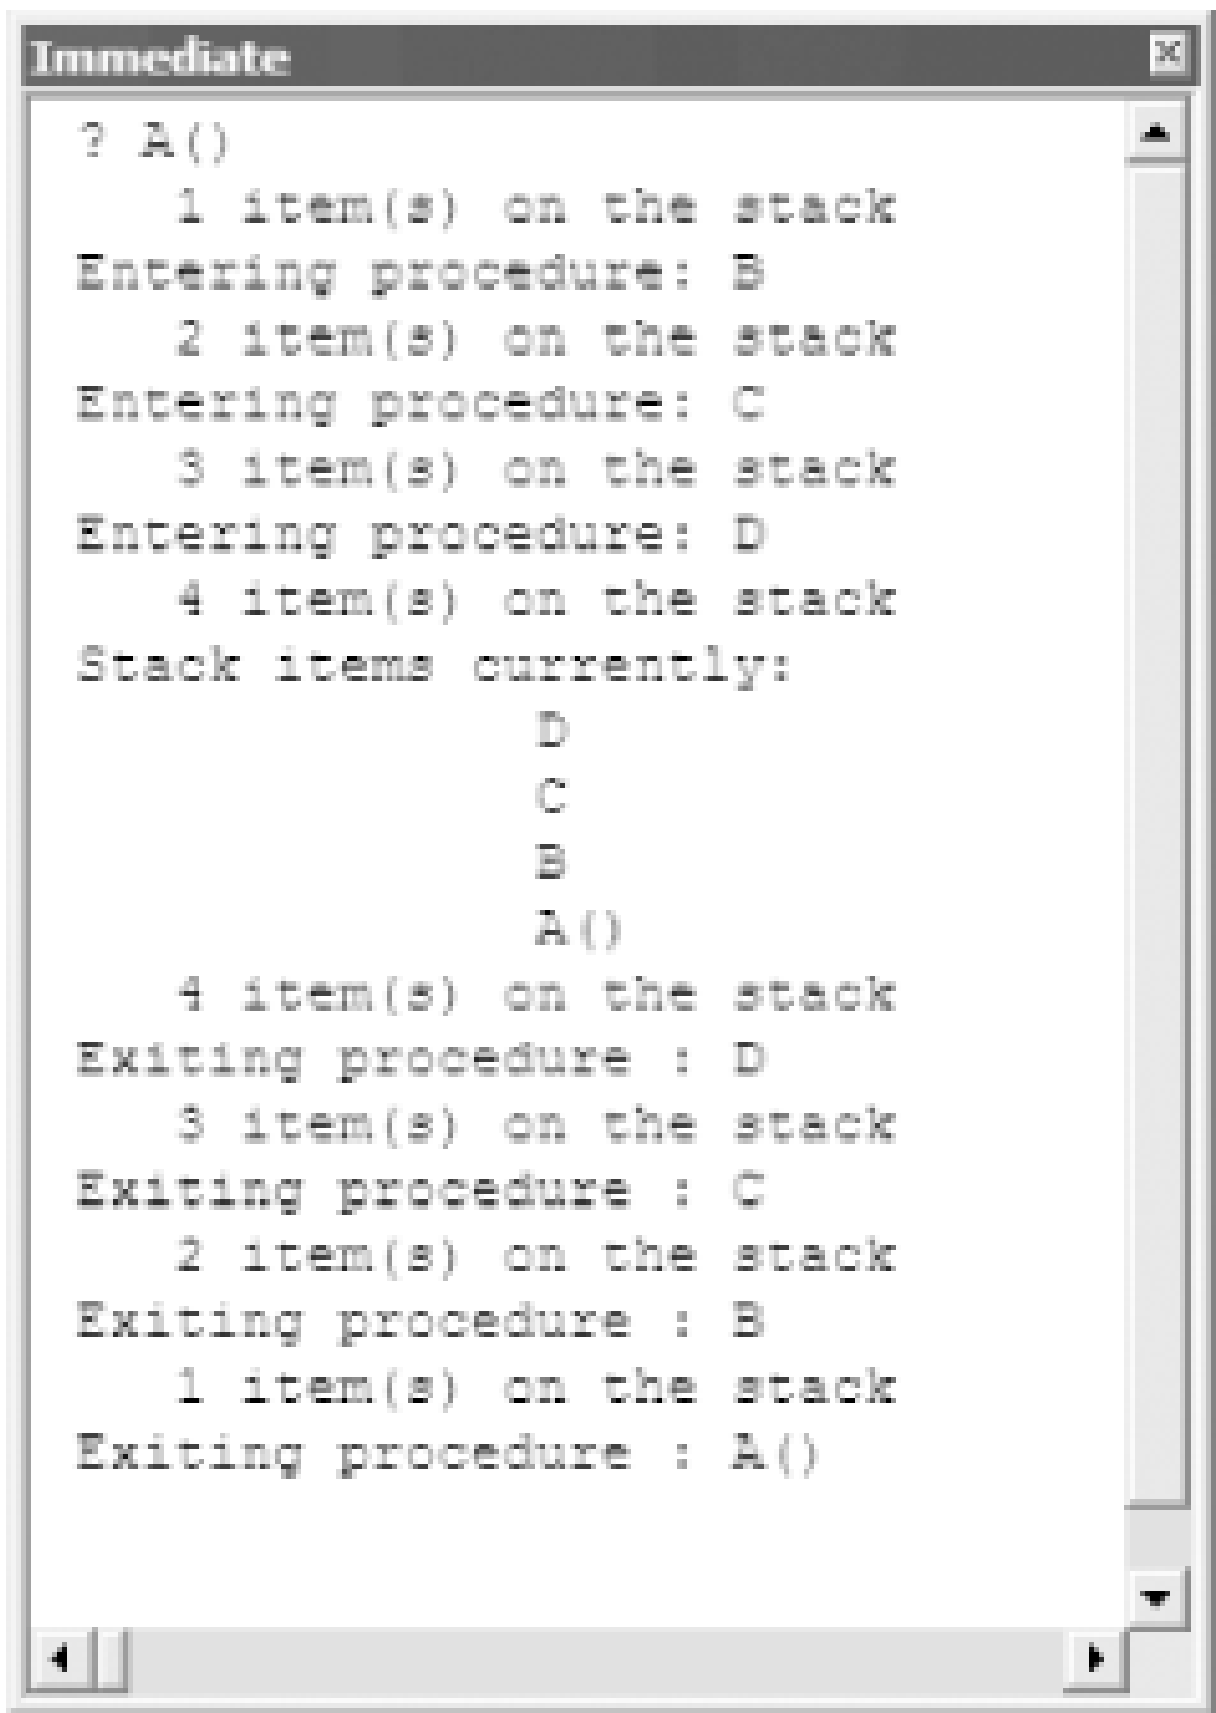 Immediate
? A()
1 item(s) on the stack
Entering procedure: B
2 item(s) on the stack
Entering procedure: C
3 item(s) on the stack
Entering procedure: D
4 item(s) on the stack
Stack items currently:
D
C
B
A()
4 item(s) on the stack
Exiting procedure : D
3 item(s) on the stack
Exiting procedure : C
2 item(s) on the stack
Exiting procedure : B
1 item(s) on the stack
Exiting procedure : A()